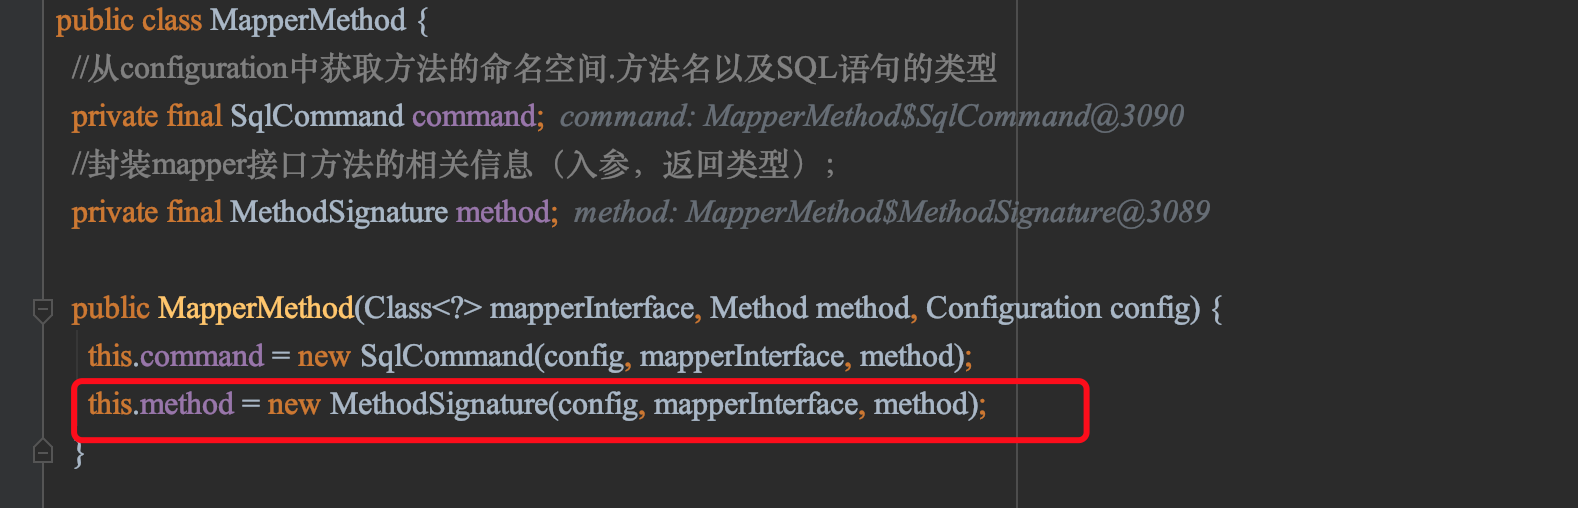 public class MapperMethod {
//从configuration中获取方法的命名空间.方法名以及SQL语句的类型
private final SqlCommand command; command: MapperMethod$SqlCommand@3090
//封装mapper接口方法的相关信息（入参，返回类型）;
private final MethodSignature method; method: MapperMethod$MethodSignature@3089
public MapperMethod(Class<?> mapperInterface, Method method, Configuration config) {
this.command = new SqlCommand(config, mapperInterface, method);
this.method = new MethodSignature(config, mapperInterface, method);
}